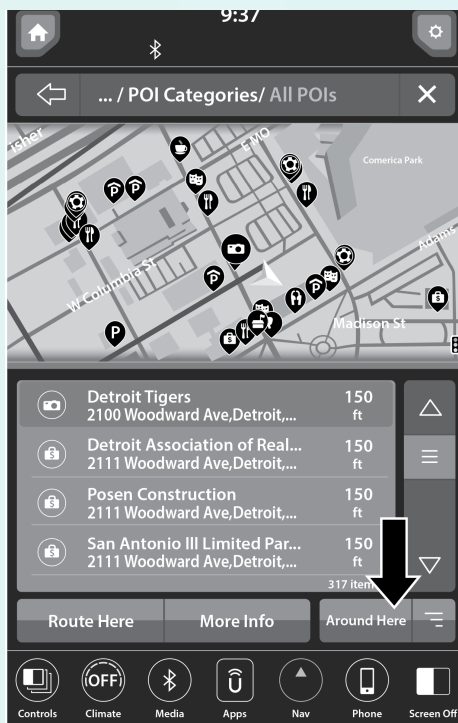 9:37
... / POI Categories/ All POIs
isher
E MO
Comerica Park
Adams
W Columbia St
Madison St
P
P
P
P
P
Detroit Tigers
150
2100 Woodward Ave,Detroit,...
ft
Detroit Association of Real...
150
2111 Woodward Ave,Detroit,...
ft
Posen Construction
150
2111 Woodward Ave,Detroit,...
ft
San Antonio III Limited Par...
150
2111 Woodward Ave,Detroit,...
ft
317 item
Route Here
More Info
Around Here
(OFF)
Controls
Climate
Media
Apps
Nav
Phone
Screen Off